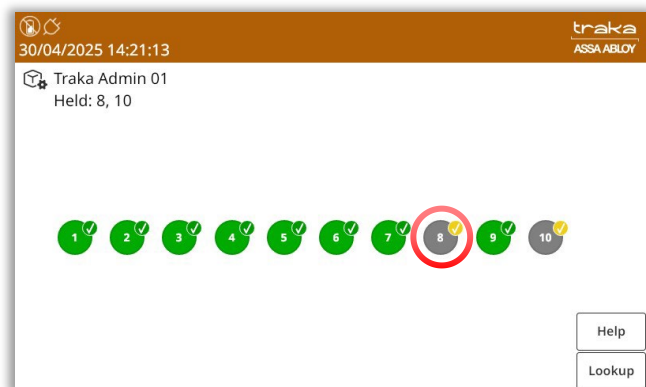 traka
30/04/2025 14:21:13
ASSA ABLOY
Traka Admin 01
Held: 8, 10
1 2 3 4 5 6 7 8 9 10
Help
Lookup